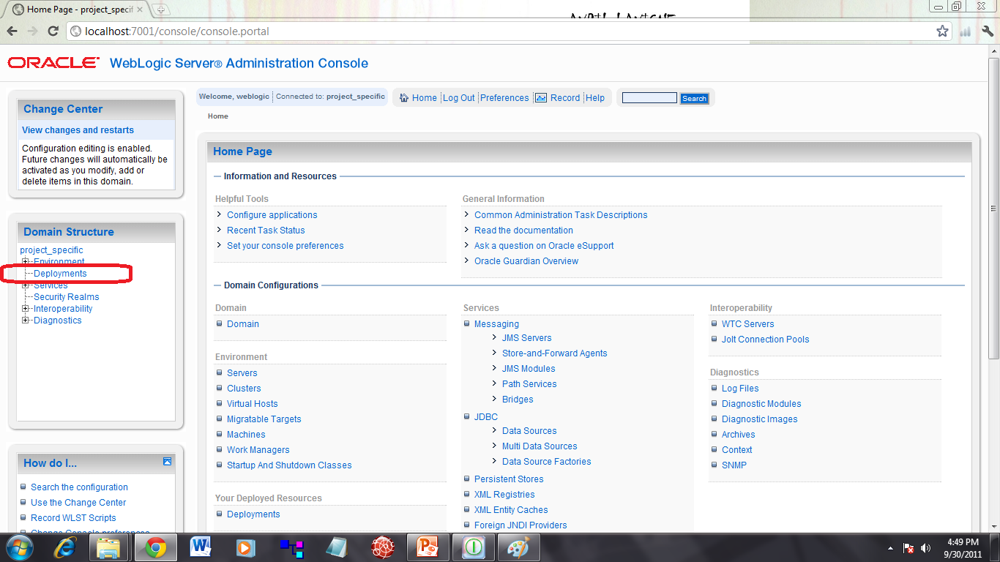 Home Page - project_specif
localhost:7001/console/console.portal
ORACLE® WebLogic Server® Administration Console
Change Center
View changes and restarts
Configuration editing is enabled.
Future changes will automatically be
activated as you modify, add or
delete items in this domain.
Domain Structure
project_specific
Environment
Deployments
Services
Security Realms
Interoperability
Diagnostics
How do I...
Search the configuration
Use the Change Center
Record WLST Scripts
Change Console preferences
Welcome, weblogic Connected to: project_specific
Home Log Out Preferences Record Help
Search
Home
Home Page
Information and Resources
Helpful Tools
Configure applications
Recent Task Status
Set your console preferences
General Information
Common Administration Task Descriptions
Read the documentation
Ask a question on Oracle eSupport
Oracle Guardian Overview
Domain Configurations
Domain
Domain
Environment
Servers
Clusters
Virtual Hosts
Migratable Targets
Machines
Work Managers
Startup And Shutdown Classes
Your Deployed Resources
Deployments
Services
Messaging
JMS Servers
Store-and-Forward Agents
JMS Modules
Path Services
Bridges
JDBC
Data Sources
Multi Data Sources
Data Source Factories
Persistent Stores
XML Registries
XML Entity Caches
Foreign JNDI Providers
Interoperability
WTC Servers
Jolt Connection Pools
Diagnostics
Log Files
Diagnostic Modules
Diagnostic Images
Archives
Context
SNMP
4:49 PM
9/30/2011